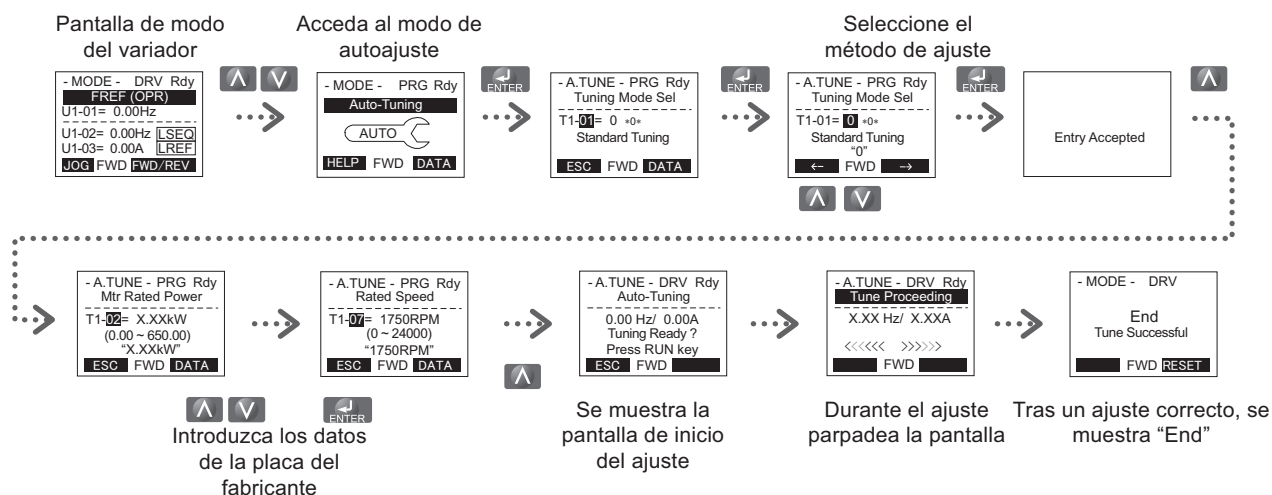 Pantalla de modo
del variador
- MODE - DRV Rdy
FREF (OPR)
U1-01= 0.00Hz
U1-02= 0.00Hz LSEQ
U1-03= 0.00A LREF
JOG FWD FWD/REV
Acceda al modo de
autoajuste
- MODE - PRG Rdy
Auto-Tuning
AUTO
HELP FWD DATA
ENTER
- A.TUNE - PRG Rdy
Tuning Mode Sel
T1-01= 0 *0*
Standard Tuning
ESC FWD DATA
ENTER
Seleccione el
método de ajuste
- A.TUNE - PRG Rdy
Tuning Mode Sel
T1-01= 0 *0*
Standard Tuning
"0"
← FWD →
ENTER
Entry Accepted
- A.TUNE - PRG Rdy
Mtr Rated Power
T1-02= X.XXkW
(0.00 ~ 650.00)
"X.XXkW"
ESC FWD DATA
- A.TUNE - PRG Rdy
Rated Speed
T1-07= 1750RPM
(0 ~ 24000)
"1750RPM"
ESC FWD DATA
ENTER
Introduzca los datos
de la placa del
fabricante
- A.TUNE - DRV Rdy
Auto-Tuning
0.00 Hz/ 0.00A
Tuning Ready ?
Press RUN key
ESC FWD
Se muestra la
pantalla de inicio
del ajuste
- A.TUNE - DRV Rdy
Tune Proceeding
X.XX Hz/ X.XXA
<<<<<< >>>>>>
FWD
Durante el ajuste
parpadea la pantalla
- MODE - DRV
End
Tune Successful
FWD RESET
Tras un ajuste correcto, se
muestra “End”